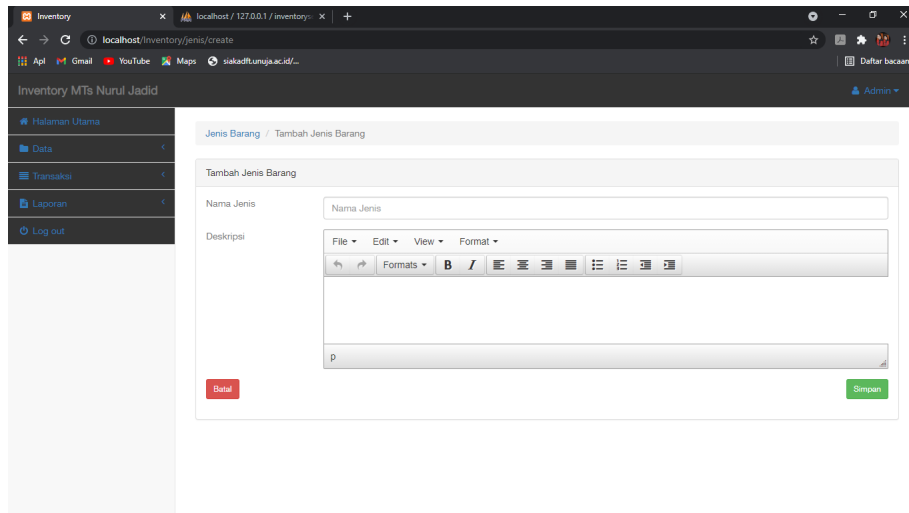 Inventory
localhost / 127.0.0.1 / inventorys
localhost/Inventory/jenis/create
Apl Gmail YouTube Maps siakadft.unuja.ac.id/... Daftar bacaan
Inventory MTs Nurul Jadid Admin
Halaman Utama
Data
Transaksi
Laporan
Log out
Jenis Barang / Tambah Jenis Barang
Tambah Jenis Barang
Nama Jenis Nama Jenis
Deskripsi
File Edit View Format
Formats B I
p
Batal Simpan